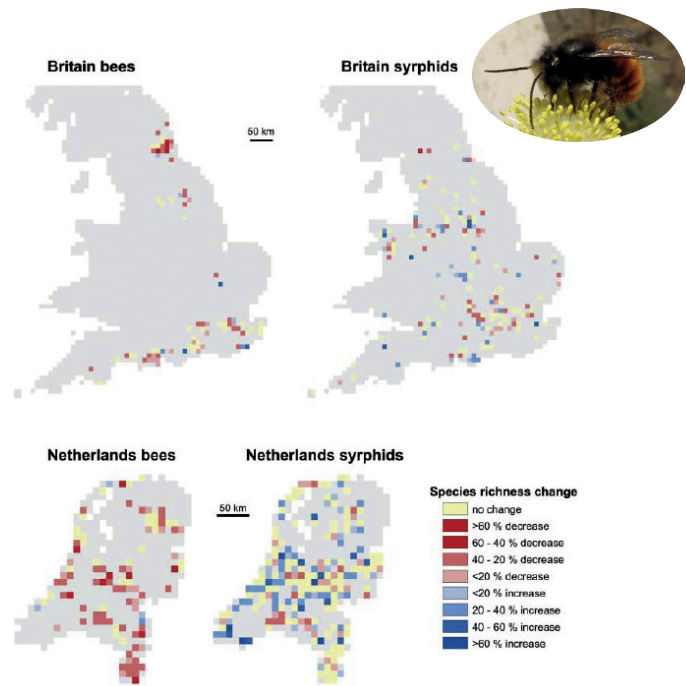 Britain bees
Britain syrphids
50 km
Netherlands bees
Netherlands syrphids
50 km
Species richness change
no change
>60 % decrease
60 - 40 % decrease
40 - 20 % decrease
<20 % decrease
<20 % increase
20 - 40 % increase
40 - 60 % increase
>60 % increase